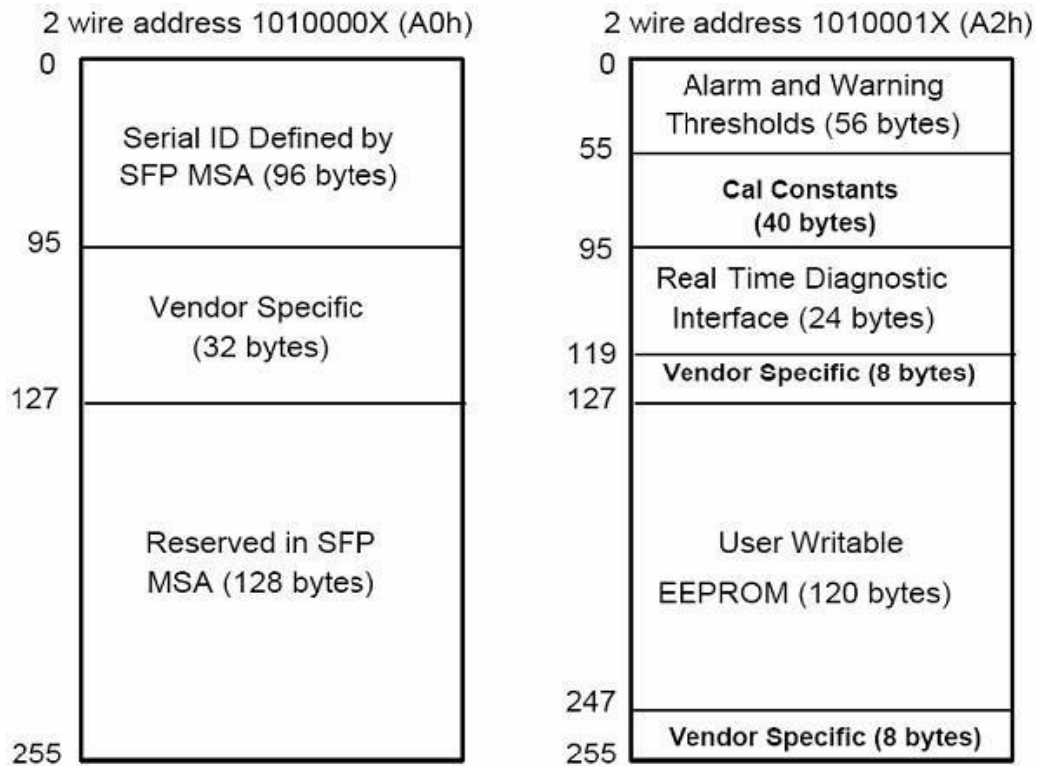 2 wire address 1010000X (A0h)
0
Serial ID Defined by
SFP MSA (96 bytes)
95
Vendor Specific
(32 bytes)
127
Reserved in SFP
MSA (128 bytes)
255
2 wire address 1010001X (A2h)
0
Alarm and Warning
Thresholds (56 bytes)
55
Cal Constants
(40 bytes)
95
Real Time Diagnostic
Interface (24 bytes)
119
Vendor Specific (8 bytes)
127
User Writable
EEPROM (120 bytes)
247
Vendor Specific (8 bytes)
255